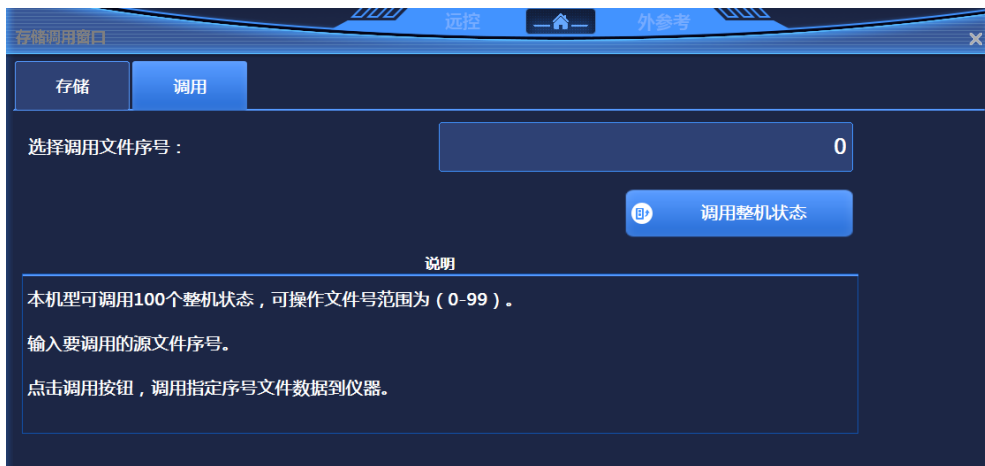 远控
外参考
存储调用窗口
存储
调用
选择调用文件序号：
0
调用整机状态
说明
本机型可调用100个整机状态，可操作文件号范围为（0-99）。
输入要调用的源文件序号。
点击调用按钮，调用指定序号文件数据到仪器。